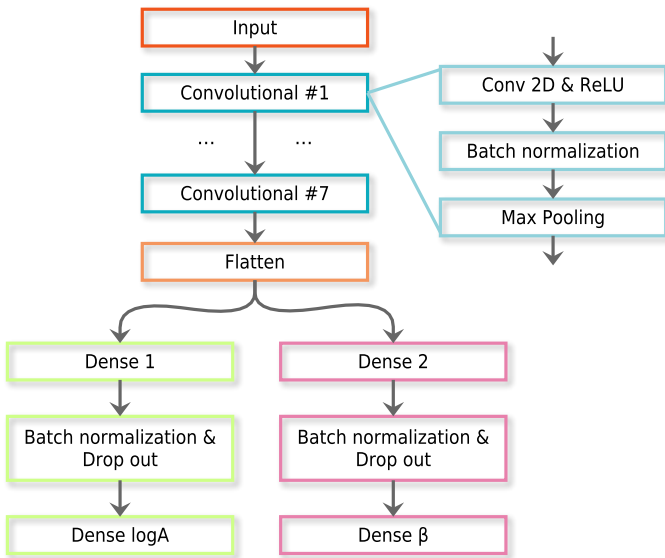 Input
Convolutional #1
... ...
Convolutional #7
Flatten
Dense 1
Batch normalization &
Drop out
Dense logA
Dense 2
Batch normalization &
Drop out
Dense β
Conv 2D & ReLU
Batch normalization
Max Pooling